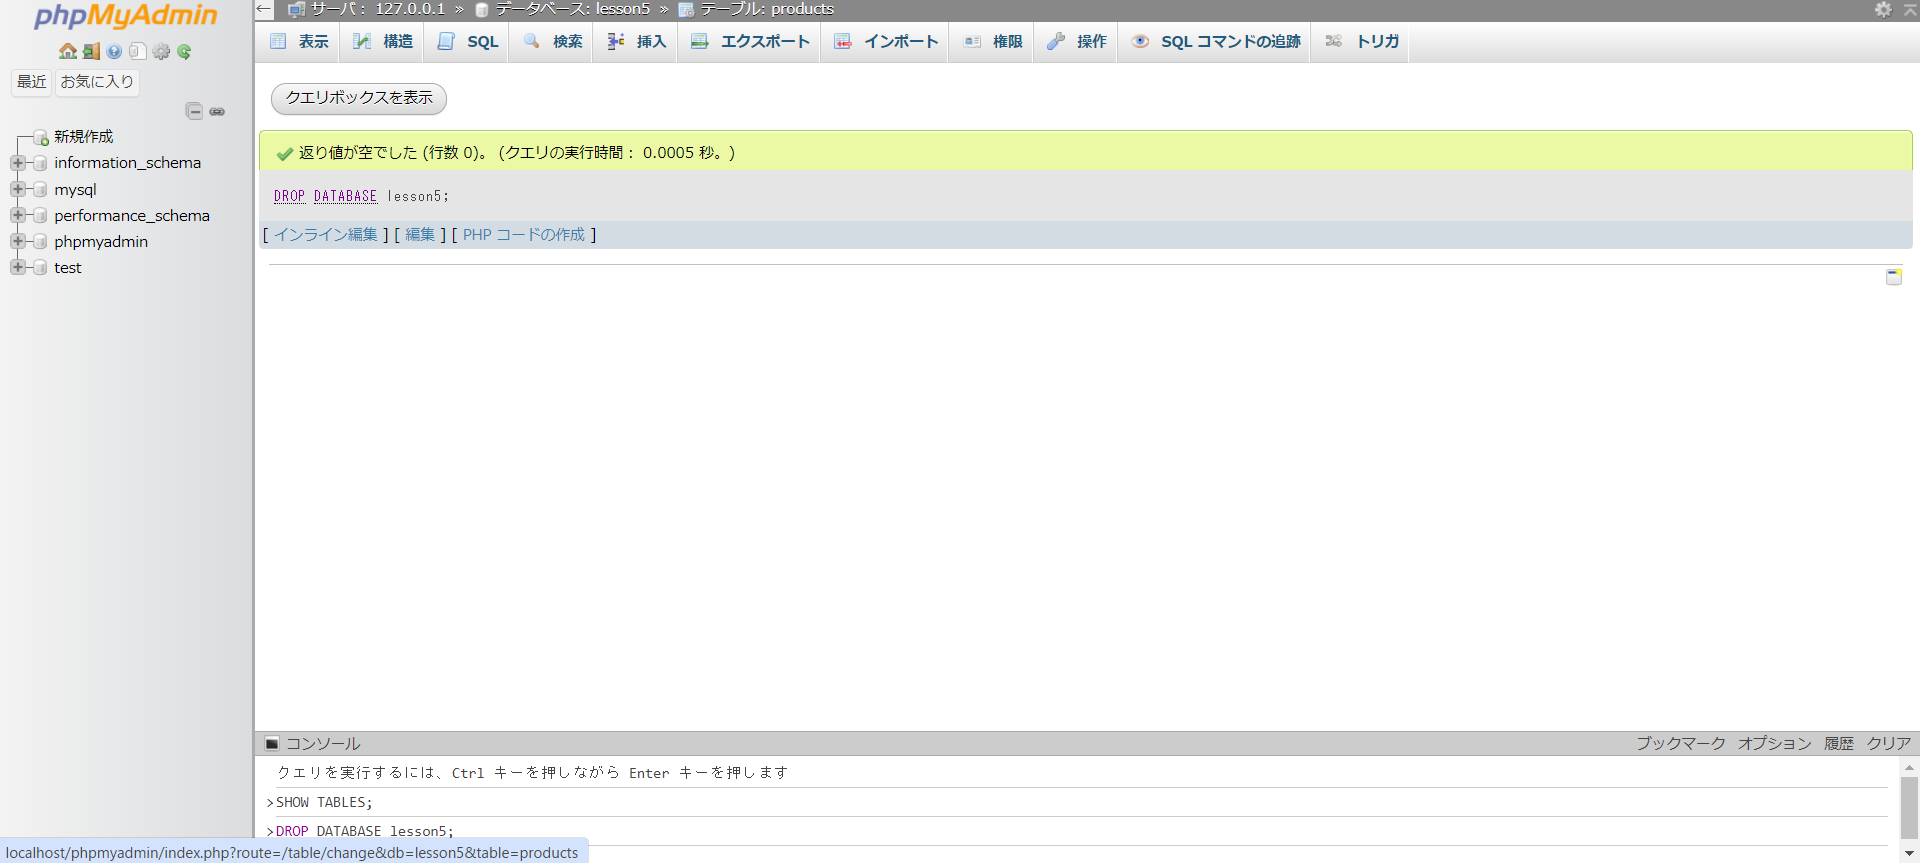 phpMyAdmin
最近 お気に入り
新規作成
information_schema
mysql
performance_schema
phpmyadmin
test
← サーバ： 127.0.0.1 » データベース: lesson5 » テーブル: products
表示 構造 SQL 検索 挿入 エクスポート インポート 権限 操作 SQL コマンドの追跡 トリガ
クエリボックスを表示
返り値が空でした (行数 0)。 (クエリの実行時間： 0.0005 秒。)
DROP DATABASE lesson5;
[ インライン編集 ] [ 編集 ] [ PHP コードの作成 ]
コンソール ブックマーク オプション 履歴 クリア
クエリを実行するには、Ctrl キーを押しながら Enter キーを押します
>SHOW TABLES;
>DROP DATABASE lesson5;
localhost/phpmyadmin/index.php?route=/table/change&db=lesson5&table=products